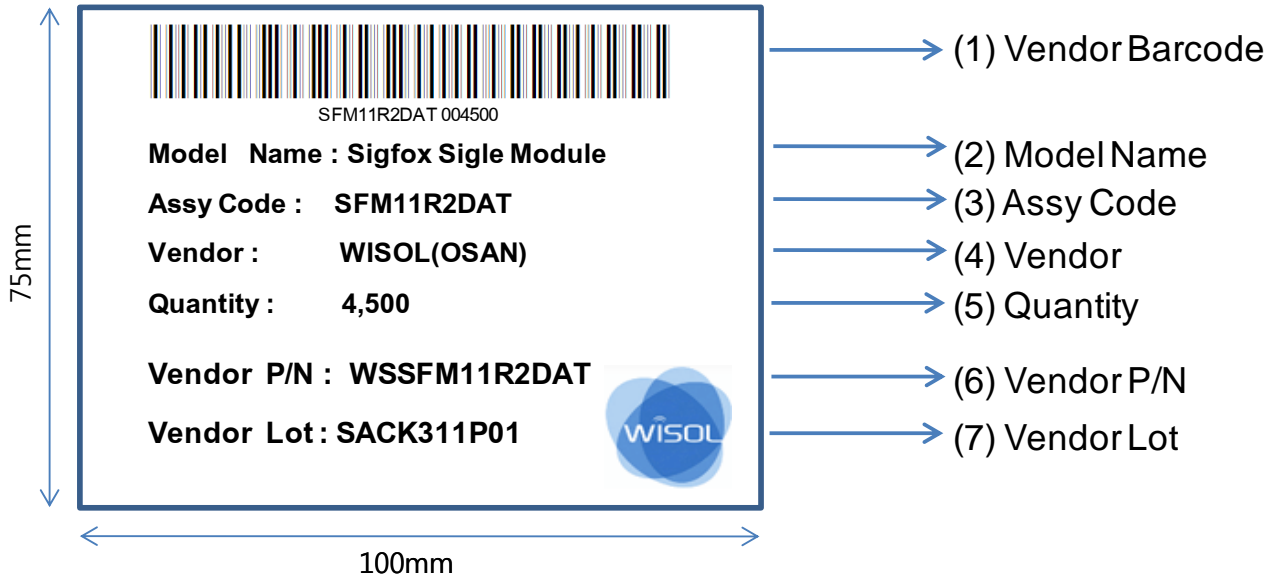 SFM11R2DAT 004500
(1) Vendor Barcode
Model Name : Sigfox Sigle Module
(2) Model Name
Assy Code : SFM11R2DAT
(3) Assy Code
Vendor : WISOL(OSAN)
(4) Vendor
Quantity : 4,500
(5) Quantity
Vendor P/N : WSSFM11R2DAT
(6) Vendor P/N
Vendor Lot : SACK311P01
WISOL
(7) Vendor Lot
75mm
100mm